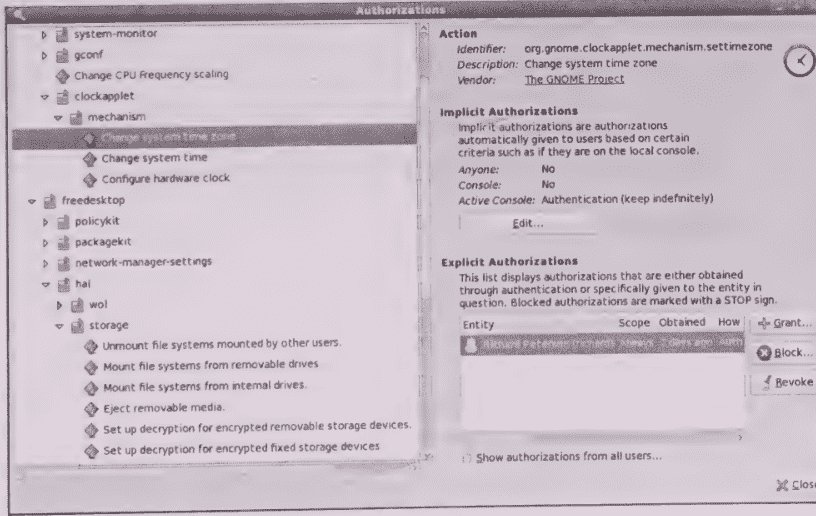 Authorizations
system-monitor
gconf
Change CPU Frequency scaling
clockapplet
mechanism
Change system time zone
Change system time
Configure hardware clock
freedesktop
policykit
packagekit
network-manager-settings
hal
wol
storage
Unmount file systems mounted by other users.
Mount file systems from removable drives
Mount file systems from internal drives.
Eject removable media.
Set up decryption for encrypted removable storage devices.
Set up decryption for encrypted fixed storage devices
Action
Identifier: org.gnome.clockapplet.mechanism.settimezone
Description: Change system time zone
Vendor: The GNOME Project
Implicit Authorizations
Implicit authorizations are authorizations
automatically given to users based on certain
criteria such as if they are on the local console.
Anyone: No
Console: No
Active Console: Authentication (keep indefinitely)
Edit...
Explicit Authorizations
This list displays authorizations that are either obtained
through authentication or specifically given to the entity in
question. Blocked authorizations are marked with a STOP sign.
Entity Scope Obtained How
Always ago Auth
Grant...
Block...
Revoke
Show authorizations from all users...
Close